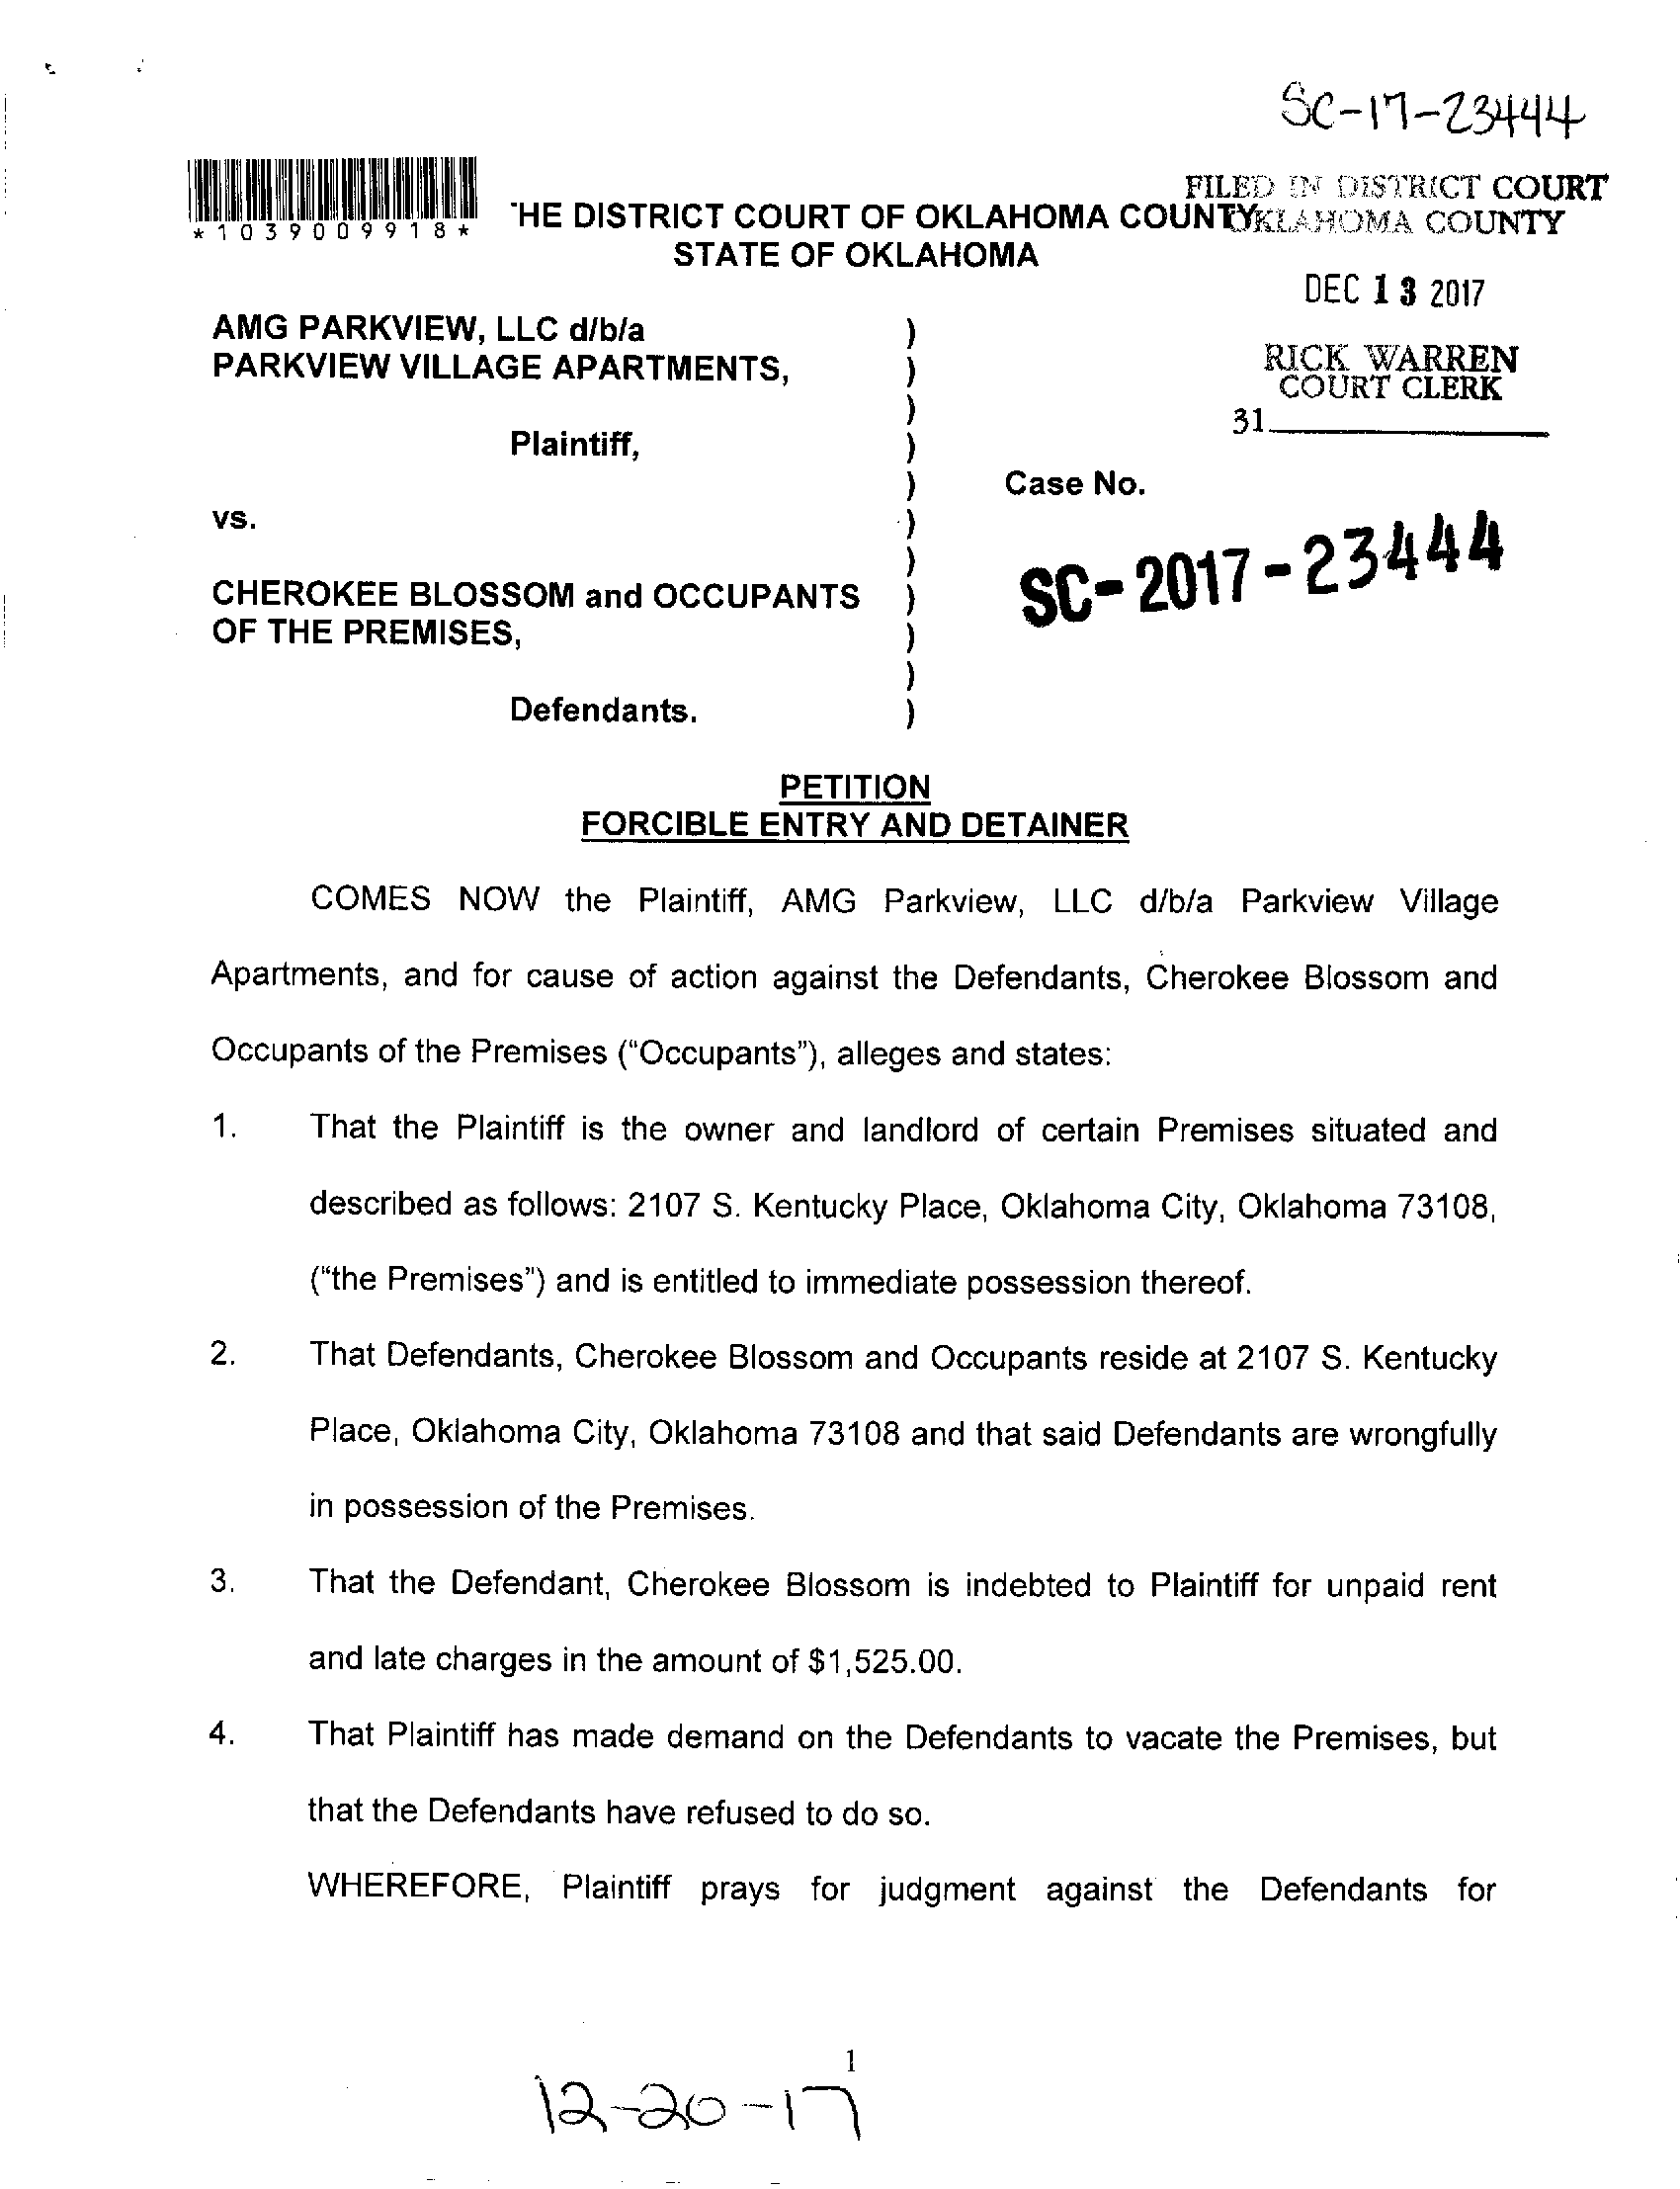 SC-17-23444
FILED IN DISTRICT COURT
OKLAHOMA COUNTY
*1039009918*
HE DISTRICT COURT OF OKLAHOMA COUNTY
STATE OF OKLAHOMA
DEC 13 2017
RICK WARREN
COURT CLERK
31
AMG PARKVIEW, LLC d/b/a )
PARKVIEW VILLAGE APARTMENTS, )
)
Plaintiff, )
) Case No.
vs. )
)
SC-2017-23444
CHEROKEE BLOSSOM and OCCUPANTS )
OF THE PREMISES, )
)
Defendants. )
PETITION
FORCIBLE ENTRY AND DETAINER
COMES NOW the Plaintiff, AMG Parkview, LLC d/b/a Parkview Village
Apartments, and for cause of action against the Defendants, Cherokee Blossom and
Occupants of the Premises ("Occupants"), alleges and states:
1. That the Plaintiff is the owner and landlord of certain Premises situated and
described as follows: 2107 S. Kentucky Place, Oklahoma City, Oklahoma 73108,
("the Premises") and is entitled to immediate possession thereof.
2. That Defendants, Cherokee Blossom and Occupants reside at 2107 S. Kentucky
Place, Oklahoma City, Oklahoma 73108 and that said Defendants are wrongfully
in possession of the Premises.
3. That the Defendant, Cherokee Blossom is indebted to Plaintiff for unpaid rent
and late charges in the amount of $1,525.00.
4. That Plaintiff has made demand on the Defendants to vacate the Premises, but
that the Defendants have refused to do so.
WHEREFORE, Plaintiff prays for judgment against the Defendants for
1
12-20-17